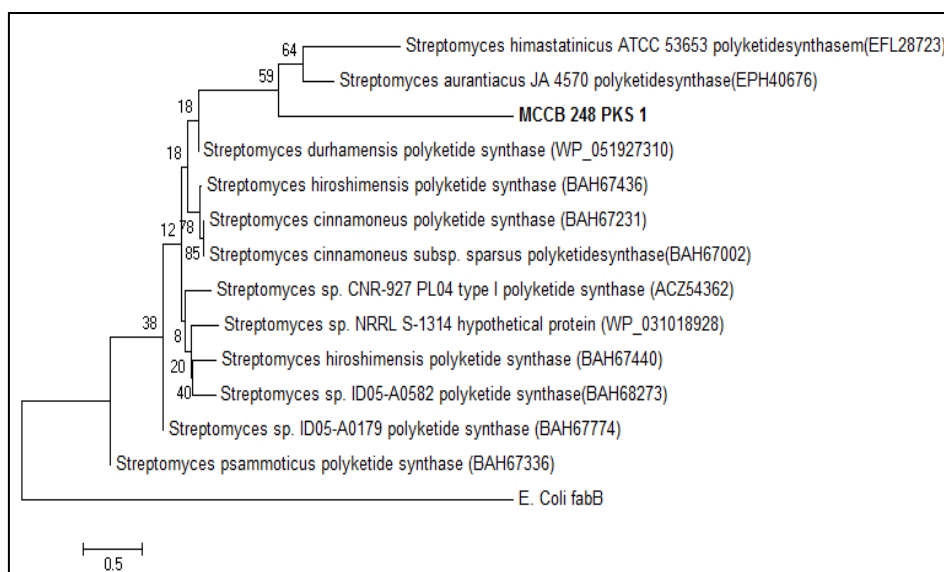 64
Streptomyces himastatinicus ATCC 53653 polyketidesynthasem(EFL28723)
59
Streptomyces aurantiacus JA 4570 polyketidesynthase(EPH40676)
18
MCCB 248 PKS 1
18
Streptomyces durhamensis polyketide synthase (WP_051927310)
Streptomyces hiroshimensis polyketide synthase (BAH67436)
12
78
Streptomyces cinnamoneus polyketide synthase (BAH67231)
85
Streptomyces cinnamoneus subsp. sparsus polyketidesynthase(BAH67002)
Streptomyces sp. CNR-927 PL04 type I polyketide synthase (ACZ54362)
38
8
Streptomyces sp. NRRL S-1314 hypothetical protein (WP_031018928)
20
Streptomyces hiroshimensis polyketide synthase (BAH67440)
40
Streptomyces sp. ID05-A0582 polyketide synthase(BAH68273)
Streptomyces sp. ID05-A0179 polyketide synthase (BAH67774)
Streptomyces psammoticus polyketide synthase (BAH67336)
E. Coli fabB
0.5